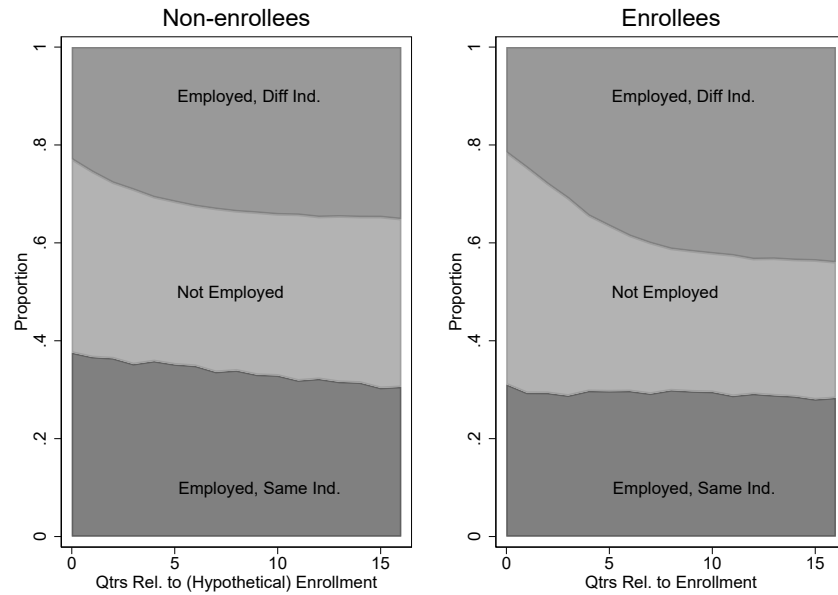 Non-enrollees
Proportion
1
.8
.6
.4
.2
0
Employed, Diff Ind.
Not Employed
Employed, Same Ind.
0 5 10 15
Qtrs Rel. to (Hypothetical) Enrollment
Enrollees
Proportion
1
.8
.6
.4
.2
0
Employed, Diff Ind.
Not Employed
Employed, Same Ind.
0 5 10 15
Qtrs Rel. to Enrollment